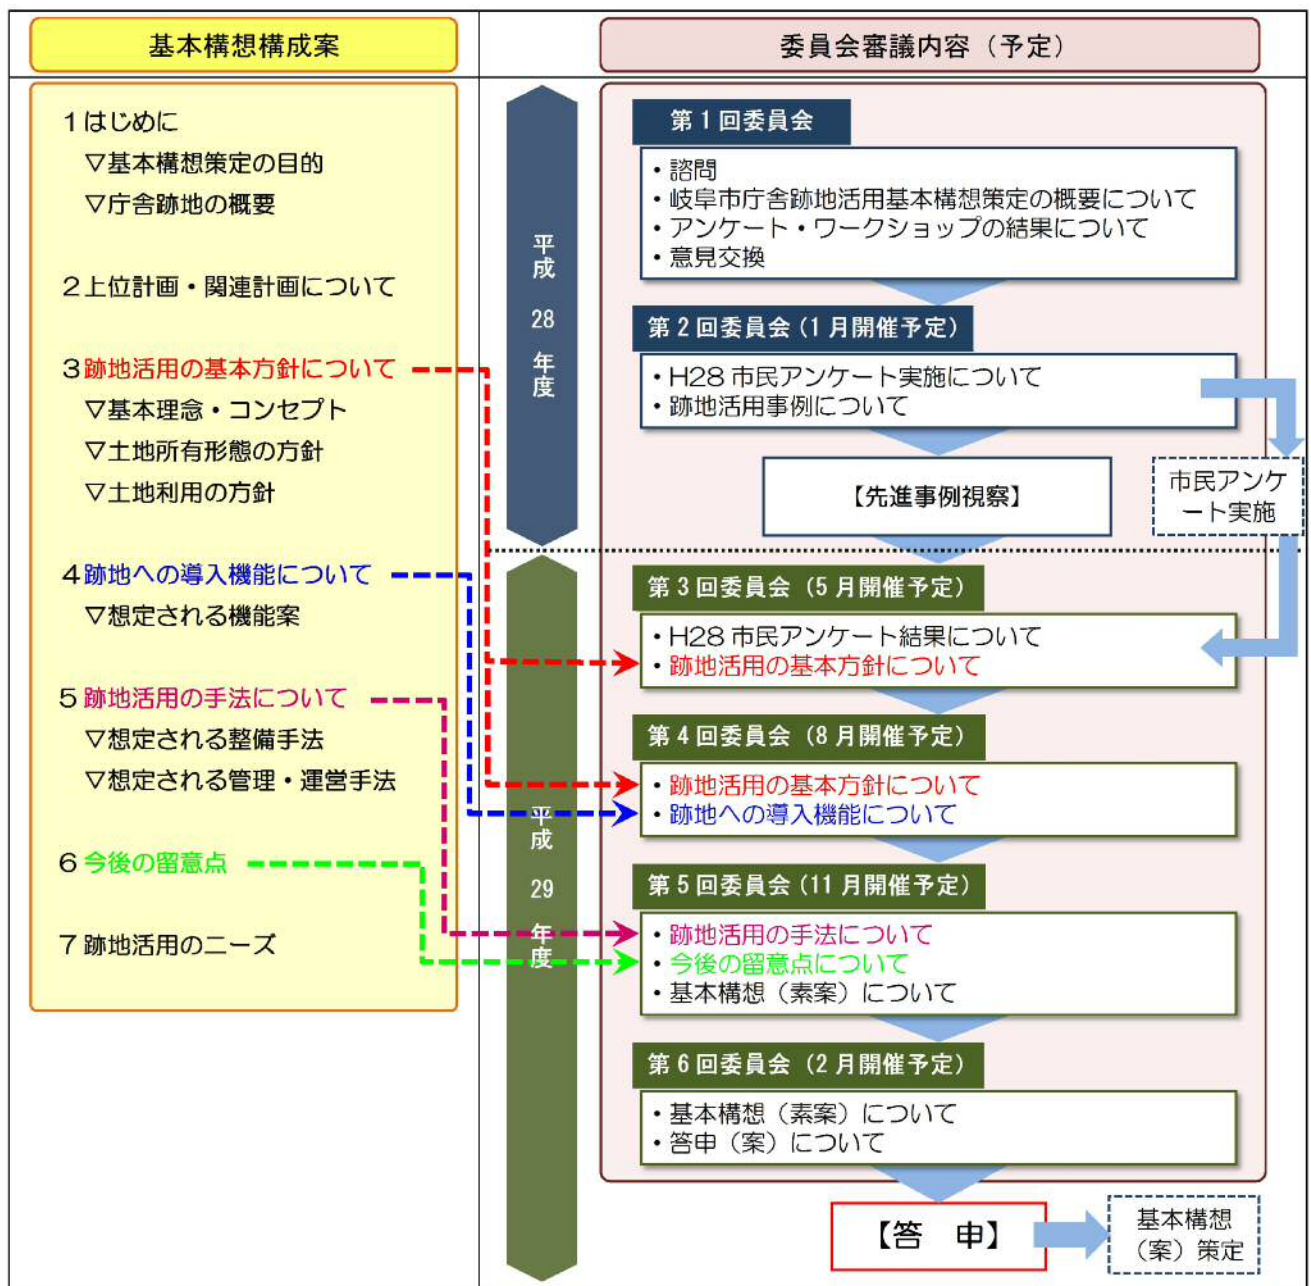 基本構想構成案
1はじめに
▽基本構想策定の目的
▽庁舎跡地の概要
2上位計画・関連計画について
3跡地活用の基本方針について
▽基本理念・コンセプト
▽土地所有形態の方針
▽土地利用の方針
4跡地への導入機能について
▽想定される機能案
5跡地活用の手法について
▽想定される整備手法
▽想定される管理・運営手法
6今後の留意点
7跡地活用のニーズ
平成28年度
平成29年度
委員会審議内容（予定）
第1回委員会
・諮問
・岐阜市庁舎跡地活用基本構想策定の概要について
・アンケート・ワークショップの結果について
・意見交換
第2回委員会（1月開催予定）
・H28市民アンケート実施について
・跡地活用事例について
【先進事例視察】
市民アンケ
ート実施
第3回委員会（5月開催予定）
・H28市民アンケート結果について
・跡地活用の基本方針について
第4回委員会（8月開催予定）
・跡地活用の基本方針について
・跡地への導入機能について
第5回委員会（11月開催予定）
・跡地活用の手法について
・今後の留意点について
・基本構想（素案）について
第6回委員会（2月開催予定）
・基本構想（素案）について
・答申（案）について
【答　申】
基本構想
（案）策定